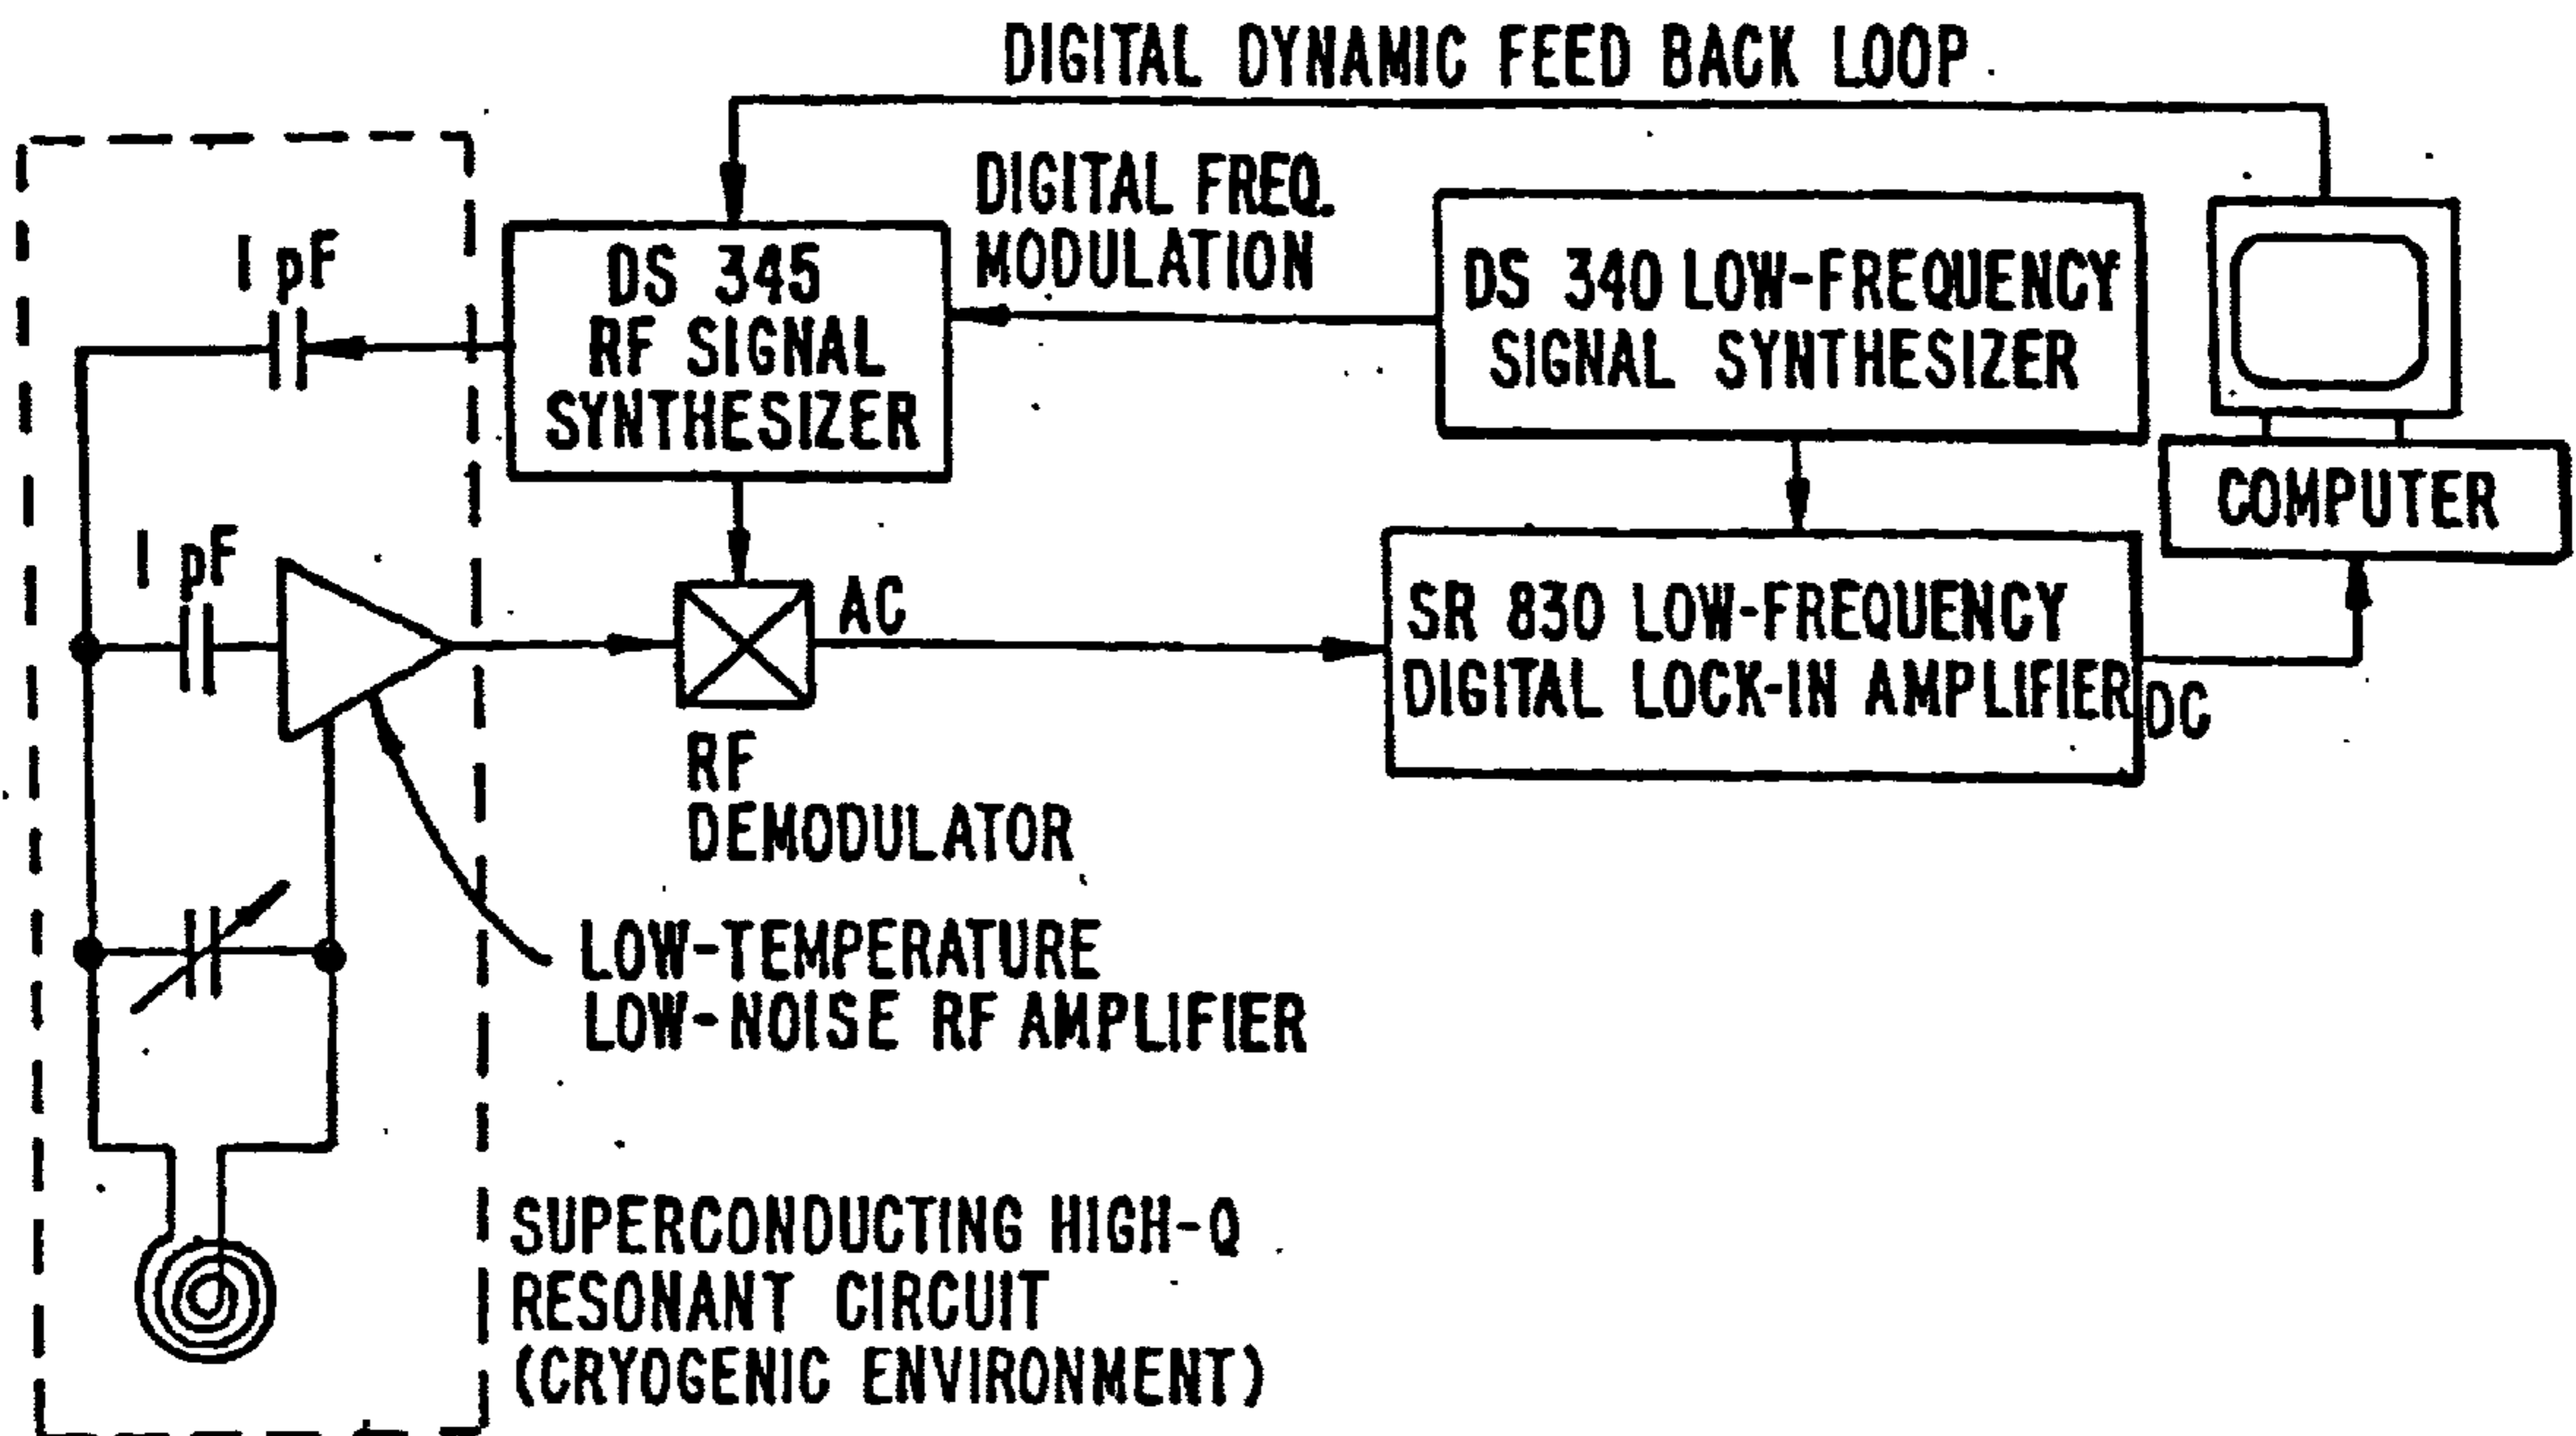 DIGITAL DYNAMIC FEED BACK LOOP
DIGITAL FREQ.
MODULATION
1 pF
DS 345
RF SIGNAL
SYNTHESIZER
DS 340 LOW-FREQUENCY
SIGNAL SYNTHESIZER
COMPUTER
1 pF
AC
SR 830 LOW-FREQUENCY
DIGITAL LOCK-IN AMPLIFIER
DC
RF
DEMODULATOR
LOW-TEMPERATURE
LOW-NOISE RF AMPLIFIER
SUPERCONDUCTING HIGH-Q
RESONANT CIRCUIT
(CRYOGENIC ENVIRONMENT)